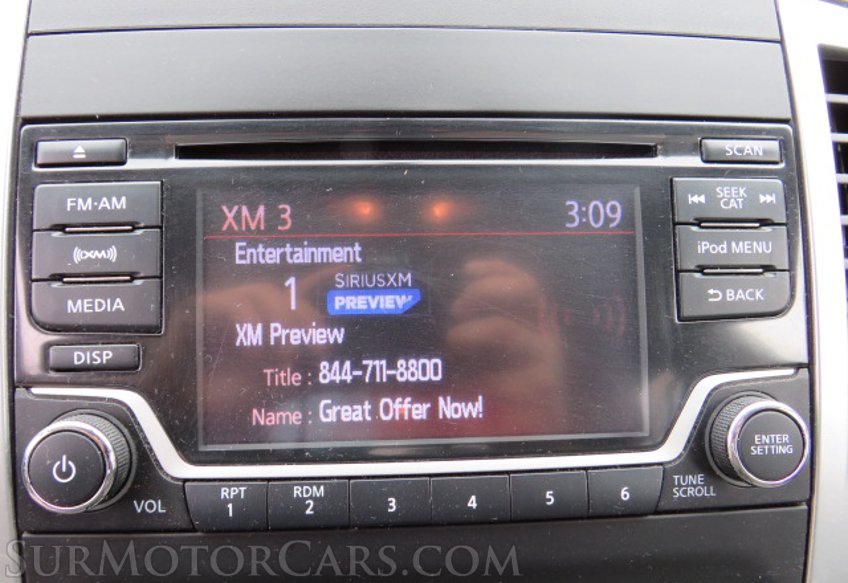 SCAN
FM·AM
SEEK
CAT
XM
iPod MENU
MEDIA
BACK
DISP
XM 3
3:09
Entertainment
1
SIRIUSXM
PREVIEW
XM Preview
Title : 844-711-8800
Name : Great Offer Now!
ENTER
SETTING
VOL
RPT
1
RDM
2
3
4
5
6
TUNE
SCROLL
SURMOTORCARS.COM